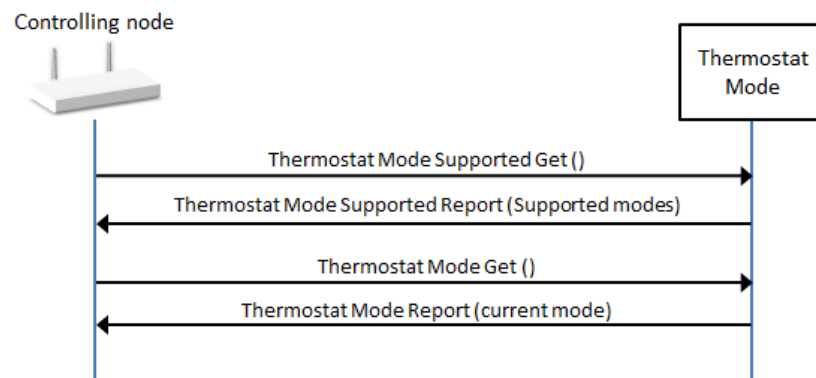 Controlling node
Thermostat
Mode
Thermostat Mode Supported Get ()
Thermostat Mode Supported Report (Supported modes)
Thermostat Mode Get ()
Thermostat Mode Report (current mode)